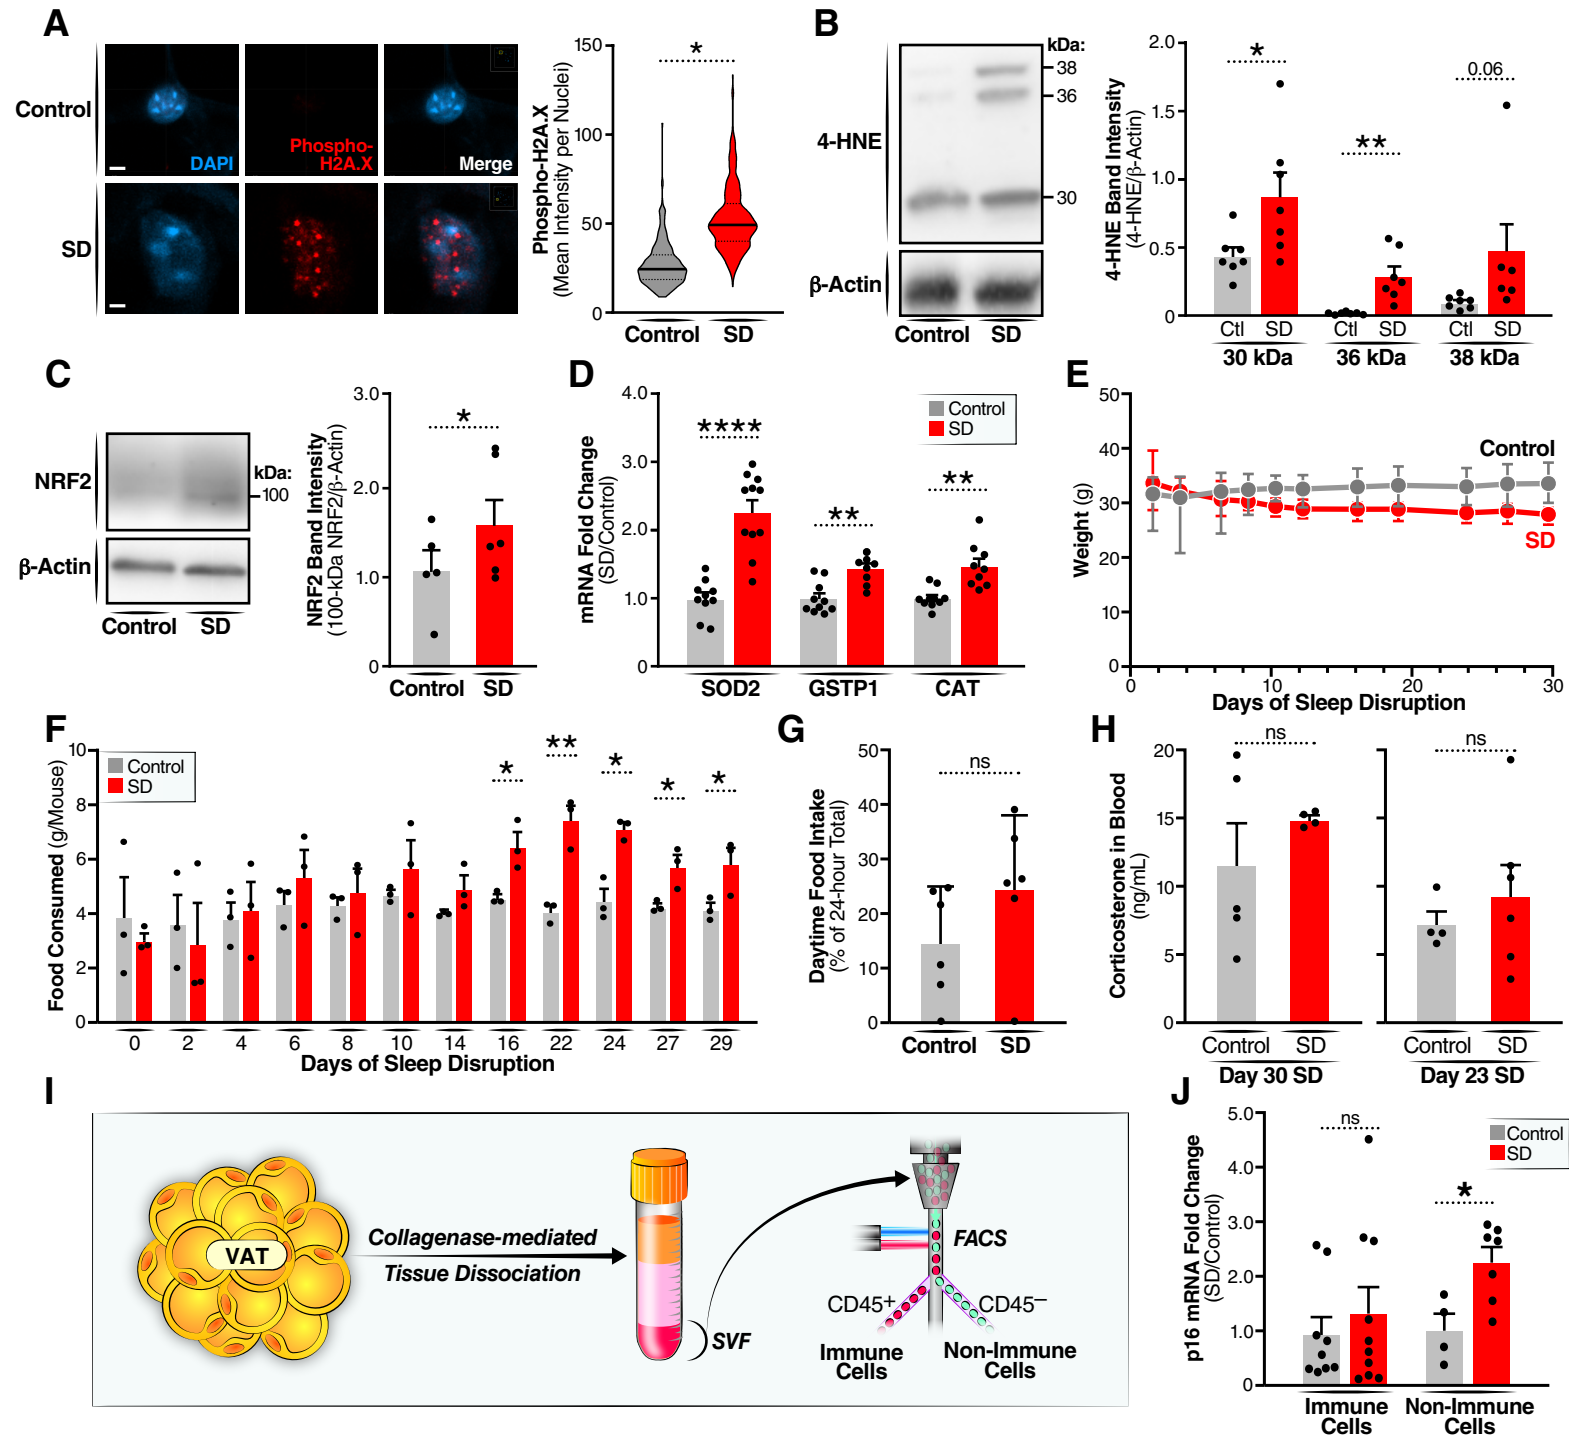 A
Control
SD
DAPI
Phospho-
H2A.X
Merge
Phospho-H2A.X
(Mean Intensity per Nuclei)
150
100
50
0
*
Control
SD
B
kDa:
38
36
30
4-HNE
β-Actin
Control
SD
4-HNE Band Intensity
(4-HNE/β-Actin)
2.0
1.5
1.0
0.5
0
*
**
0.06
Ctl SD
Ctl SD
Ctl SD
30 kDa
36 kDa
38 kDa
C
NRF2
kDa:
100
β-Actin
Control
SD
NRF2 Band Intensity
(100-kDa NRF2/β-Actin)
3.0
2.0
1.0
0
*
Control
SD
D
mRNA Fold Change
(SD/Control)
4.0
3.0
2.0
1.0
0
Control
SD
****
**
**
SOD2
GSTP1
CAT
E
Weight (g)
50
40
30
20
10
0
Control
SD
0
10
20
30
Days of Sleep Disruption
F
Food Consumed (g/Mouse)
10
8
6
4
2
0
Control
SD
*
**
*
*
*
0 2 4 6 8 10 14 16 22 24 27 29
Days of Sleep Disruption
G
Daytime Food Intake
(% of 24-hour Total)
50
40
30
20
10
0
ns
Control
SD
H
Corticosterone in Blood
(ng/mL)
20
15
10
5
0
ns
ns
Control
SD
Day 30 SD
Control
SD
Day 23 SD
I
VAT
Collagenase-mediated
Tissue Dissociation
SVF
FACS
CD45+
CD45–
Immune
Cells
Non-Immune
Cells
J
p16 mRNA Fold Change
(SD/Control)
5.0
4.0
3.0
2.0
1.0
0
ns
*
Control
SD
Immune
Cells
Non-Immune
Cells